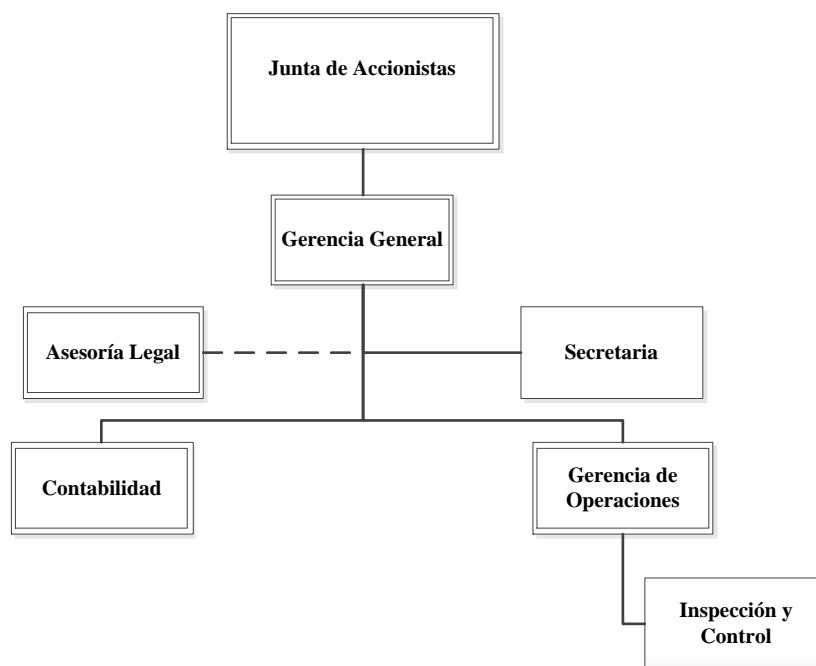 Junta de Accionistas
Gerencia General
Asesoría Legal
Secretaria
Contabilidad
Gerencia de
Operaciones
Inspección y
Control